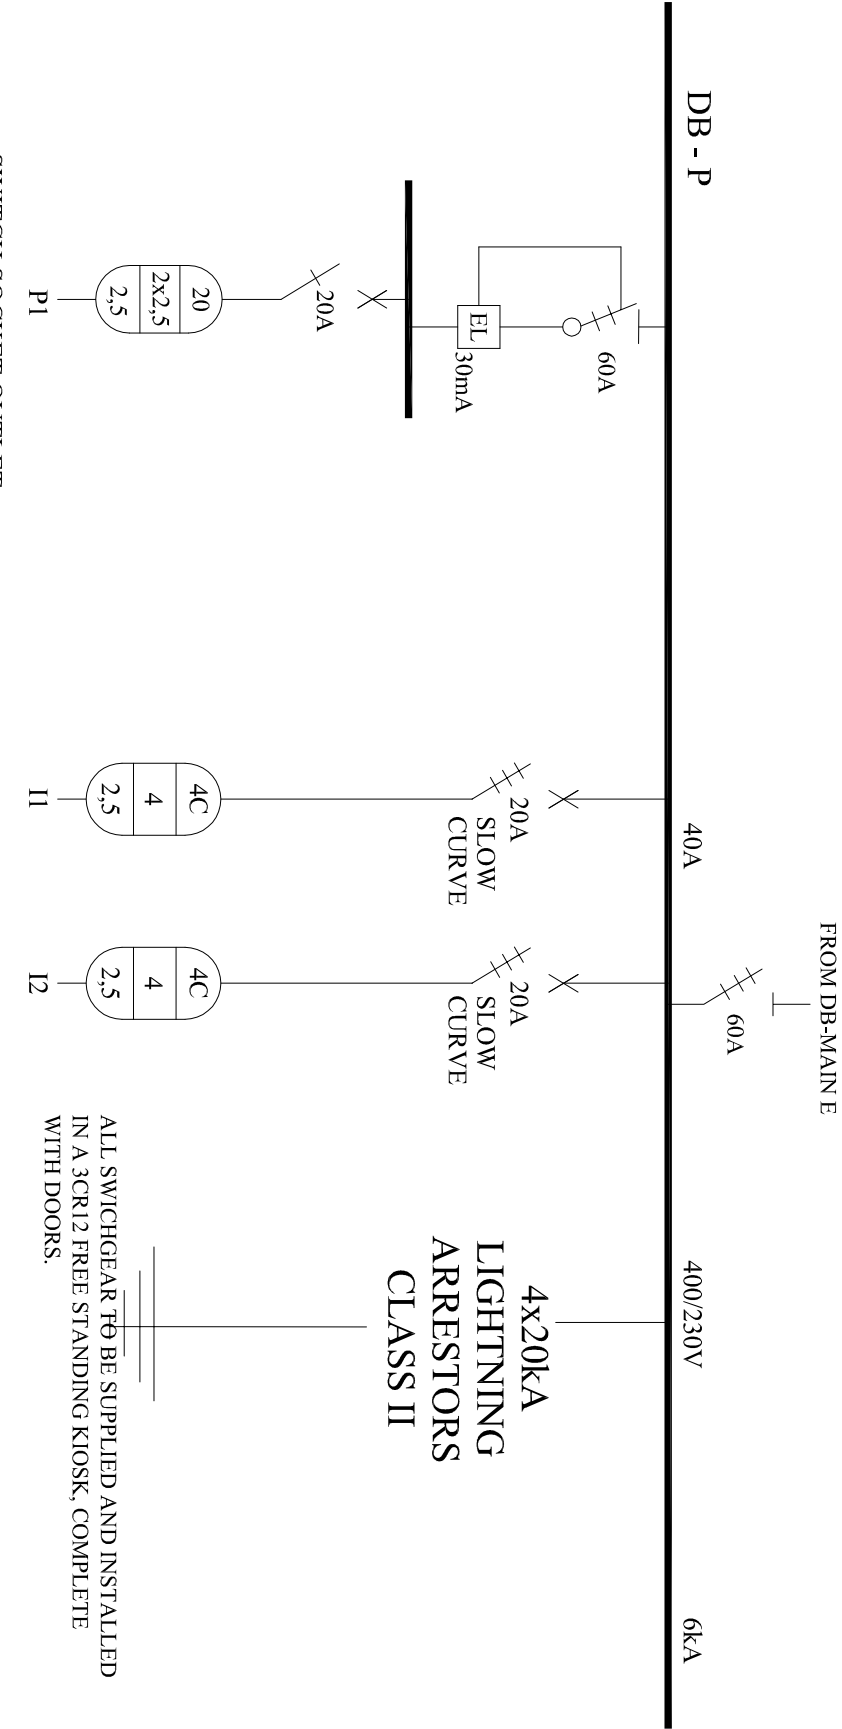 FROM DB-MAIN E
60A
DB - P
40A
400/230V
6kA
60A
EL
30mA
20A
20
2x2,5
2,5
P1
20A
SLOW
CURVE
4C
4
2,5
I1
20A
SLOW
CURVE
4C
4
2,5
I2
4x20kA
LIGHTNING
ARRESTORS
CLASS II
ALL SWICHGEAR TO BE SUPPLIED AND INSTALLED
IN A 3CR12 FREE STANDING KIOSK, COMPLETE
WITH DOORS.